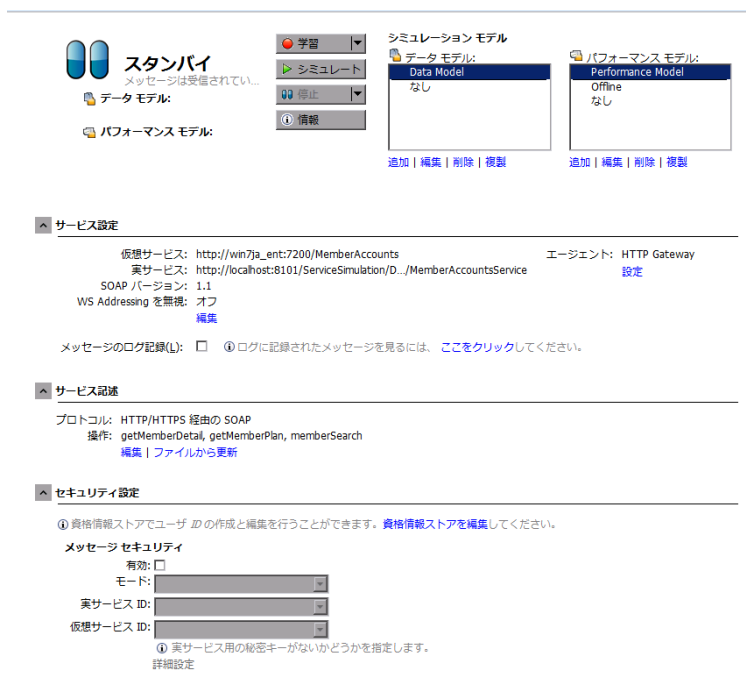 スタンバイ
メッセージは受信されてい...
データ モデル:
パフォーマンス モデル:
学習
シミュレート
停止
情報
シミュレーション モデル
データ モデル:
Data Model
なし
追加 | 編集 | 削除 | 複製
パフォーマンス モデル:
Performance Model
Offline
なし
追加 | 編集 | 削除 | 複製
サービス設定
仮想サービス: http://win7ja_ent:7200/MemberAccounts
エージェント: HTTP Gateway
実サービス: http://localhost:8101/ServiceSimulation/D.../MemberAccountsService
設定
SOAP バージョン: 1.1
WS Addressing を無視: オフ
編集
メッセージのログ記録(L): ログに記録されたメッセージを見るには、 ここをクリックしてください。
サービス記述
プロトコル: HTTP/HTTPS 経由の SOAP
操作: getMemberDetail, getMemberPlan, memberSearch
編集 | ファイルから更新
セキュリティ設定
資格情報ストアでユーザ ID の作成と編集を行うことができます。資格情報ストアを編集してください。
メッセージ セキュリティ
有効:
モード:
実サービス ID:
仮想サービス ID:
実サービス用の秘密キーがないかどうかを指定します。
詳細設定